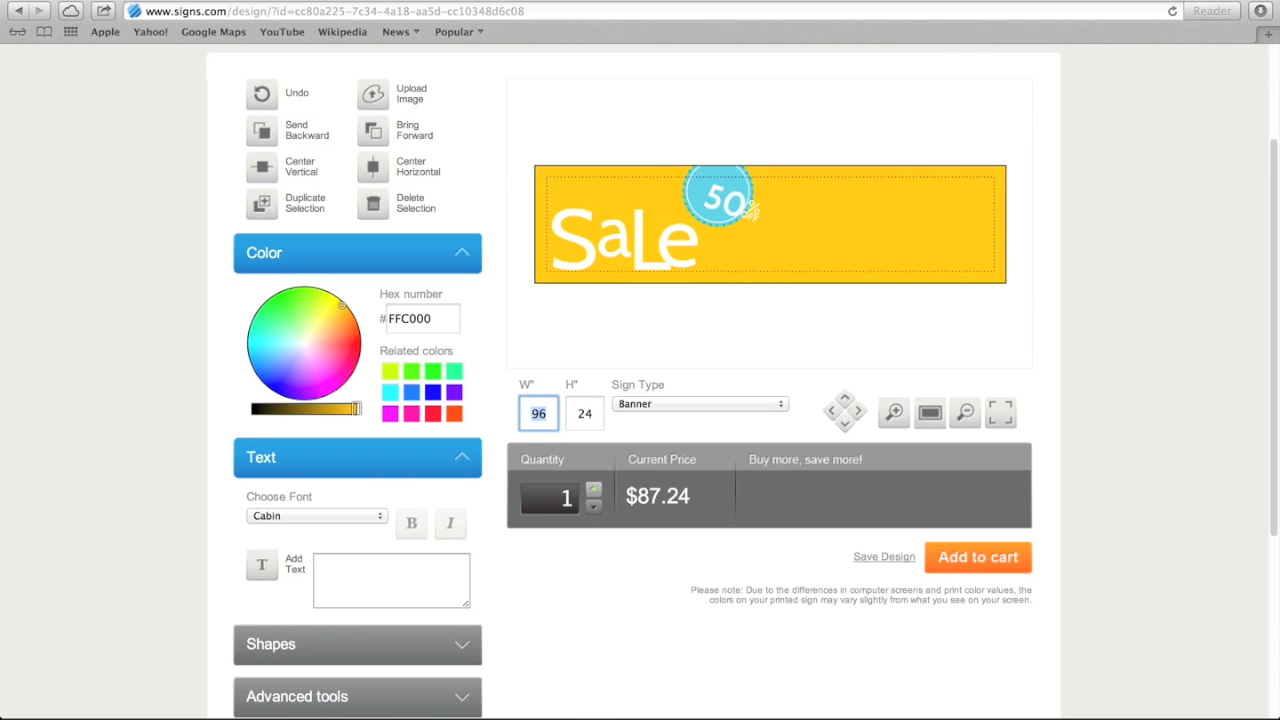 www.signs.com/design/?id=cc80a225-7c34-4a18-aa5d-cc10348d6c08
Reader
Apple Yahoo! Google Maps YouTube Wikipedia News Popular
Undo
Upload
Image
Send
Backward
Bring
Forward
Center
Vertical
Center
Horizontal
Duplicate
Selection
Delete
Selection
Color
Hex number
# FFC000
Related colors
Text
Choose Font
Cabin
B I
T
Add
Text
Shapes
Advanced tools
50%
OFF
SaLe
W" H" Sign Type
96 24 Banner
Quantity Current Price Buy more, save more!
1 $87.24
Save Design Add to cart
Please note: Due to the differences in computer screens and print color values, the
colors on your printed sign may vary slightly from what you see on your screen.